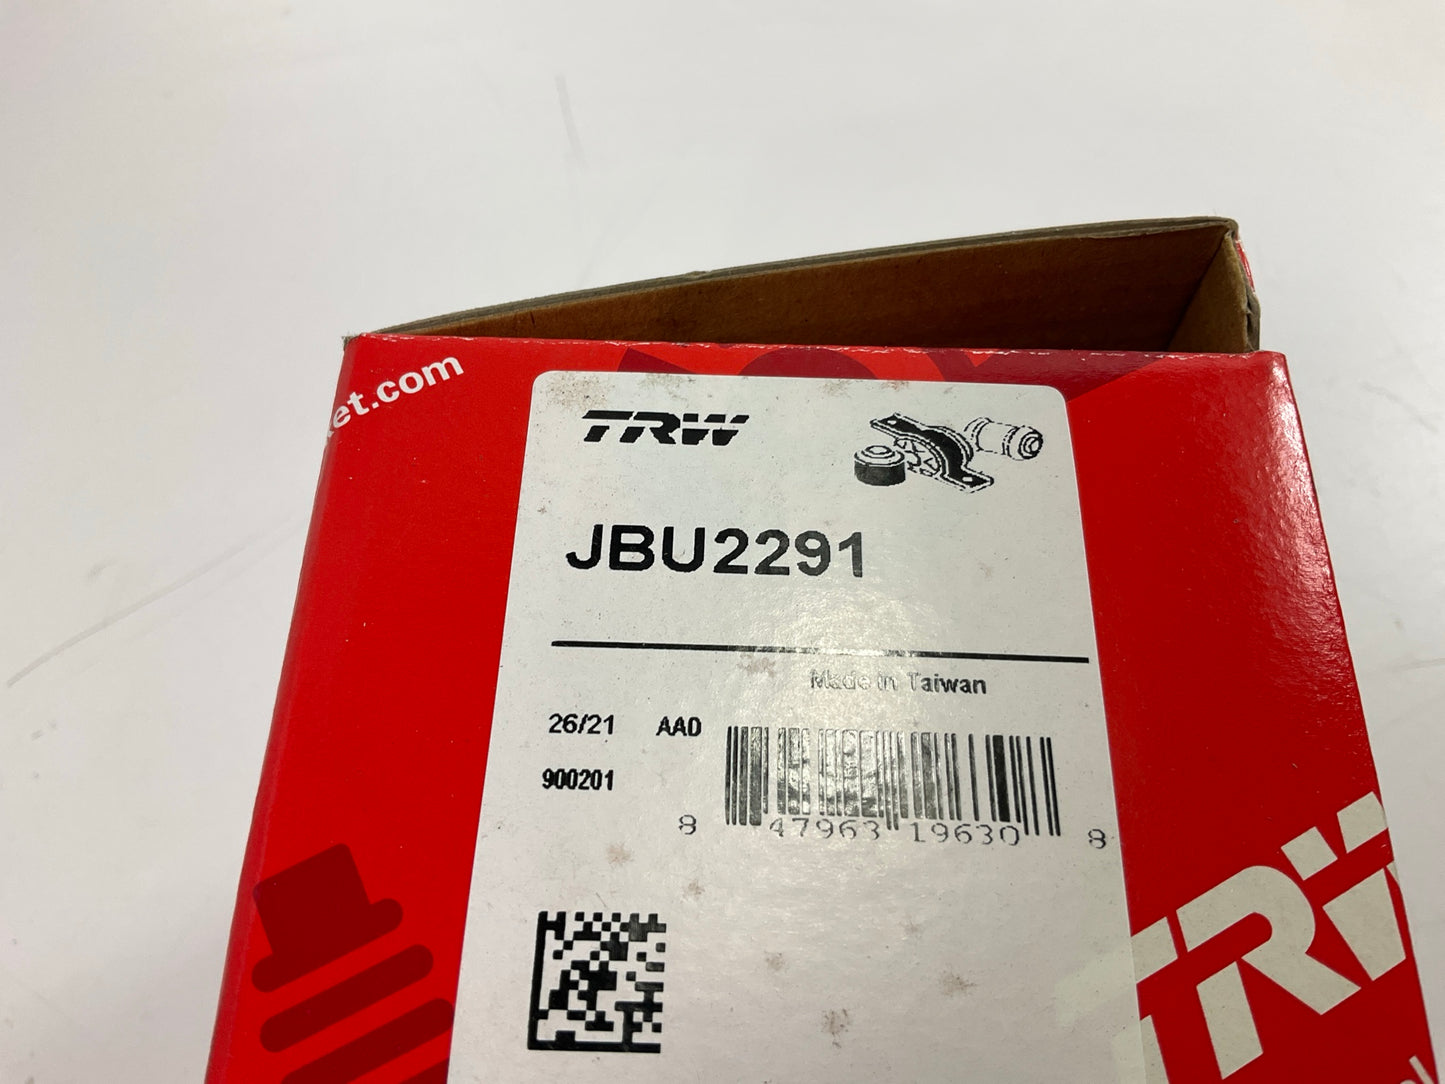 et.com
TRW
JBU2291
Made in Taiwan
26/21 AAD
900201
8 47963 19630 8
TRW